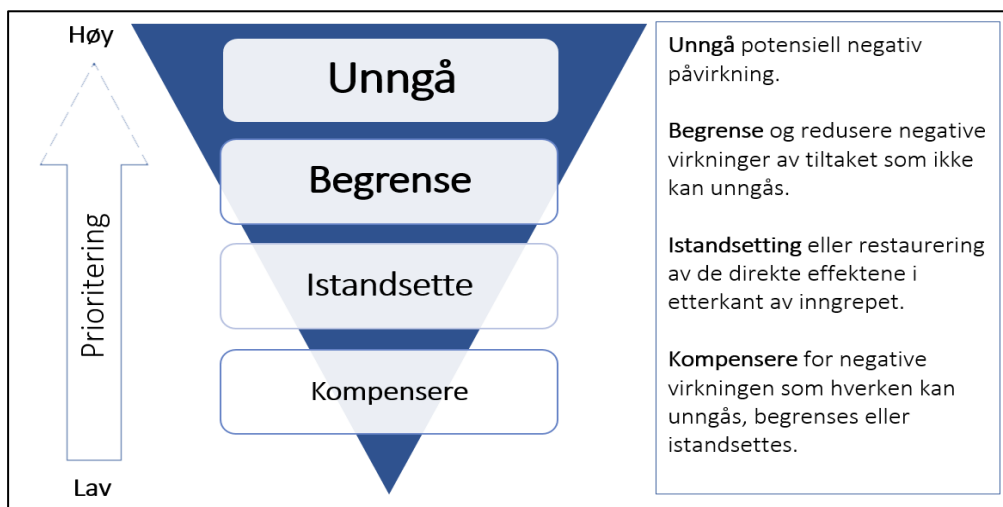 Høy
Prioritering
Lav
Unngå
Begrense
Istandsette
Kompensere
Unngå potensiell negativ
påvirkning.
Begrense og redusere negative
virkninger av tiltaket som ikke
kan unngås.
Istandsetting eller restaurering
av de direkte effektene i
etterkant av inngrepet.
Kompensere for negative
virkningen som hverken kan
unngås, begrenses eller
istandsettes.